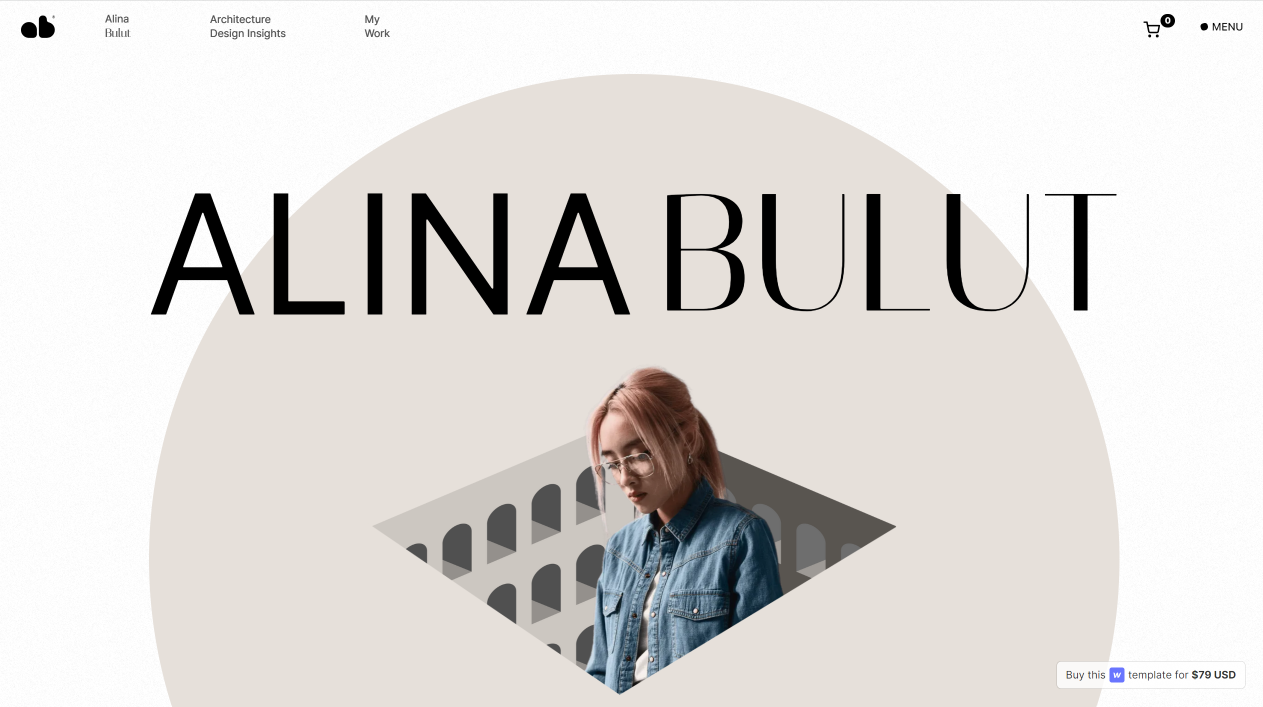 ab
Alina
Bulut
Architecture
Design Insights
My
Work
0
MENU
ALINA BULUT
Buy this W template for $79 USD